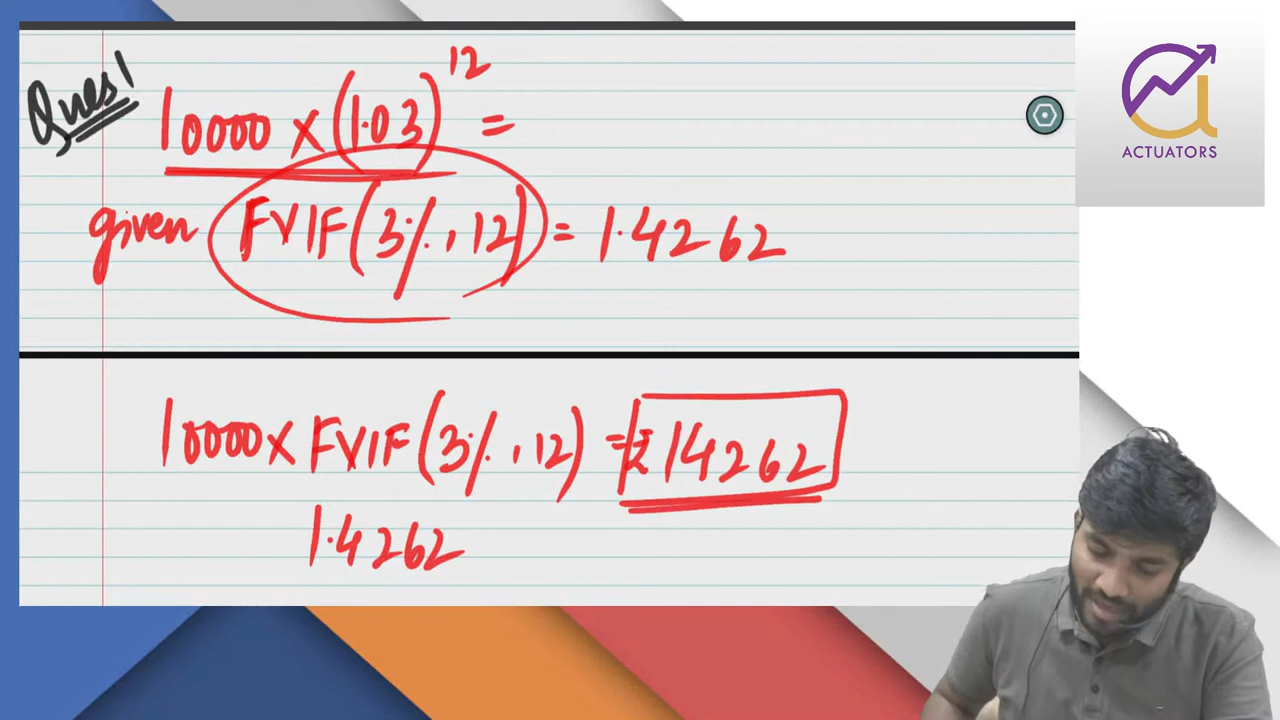 Ques 1
10000 × (1.03)^12 =
given FVIF(3%, 12) = 1.4262
10000 × FVIF(3%, 12) = ₹14262
1.4262
ACTUATORS